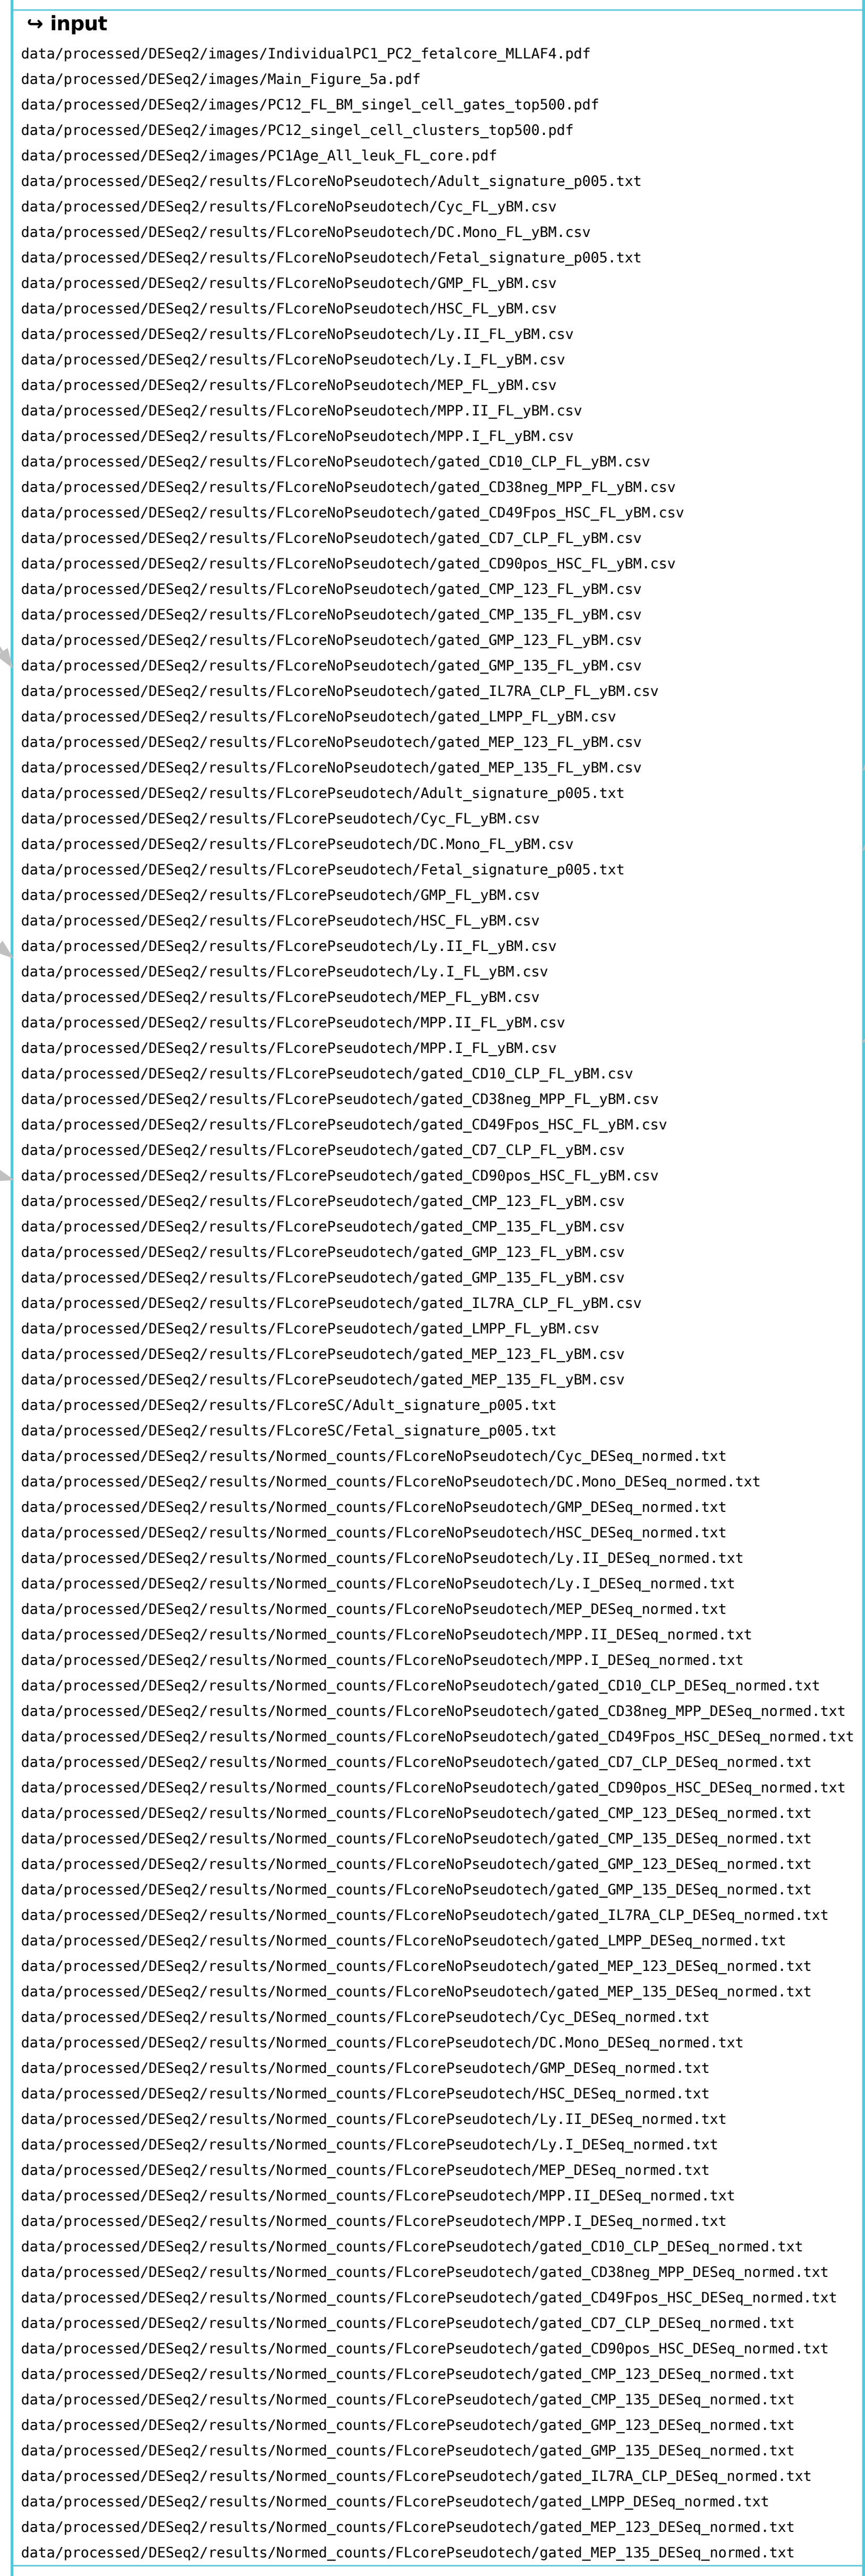 ↪ input
data/processed/DESeq2/images/IndividualPC1_PC2_fetalcore_MLLAF4.pdf
data/processed/DESeq2/images/Main_Figure_5a.pdf
data/processed/DESeq2/images/PC12_FL_BM_singel_cell_gates_top500.pdf
data/processed/DESeq2/images/PC12_singel_cell_clusters_top500.pdf
data/processed/DESeq2/images/PC1Age_All_leuk_FL_core.pdf
data/processed/DESeq2/results/FLcoreNoPseudotech/Adult_signature_p005.txt
data/processed/DESeq2/results/FLcoreNoPseudotech/Cyc_FL_yBM.csv
data/processed/DESeq2/results/FLcoreNoPseudotech/DC.Mono_FL_yBM.csv
data/processed/DESeq2/results/FLcoreNoPseudotech/Fetal_signature_p005.txt
data/processed/DESeq2/results/FLcoreNoPseudotech/GMP_FL_yBM.csv
data/processed/DESeq2/results/FLcoreNoPseudotech/HSC_FL_yBM.csv
data/processed/DESeq2/results/FLcoreNoPseudotech/Ly.II_FL_yBM.csv
data/processed/DESeq2/results/FLcoreNoPseudotech/Ly.I_FL_yBM.csv
data/processed/DESeq2/results/FLcoreNoPseudotech/MEP_FL_yBM.csv
data/processed/DESeq2/results/FLcoreNoPseudotech/MPP.II_FL_yBM.csv
data/processed/DESeq2/results/FLcoreNoPseudotech/MPP.I_FL_yBM.csv
data/processed/DESeq2/results/FLcoreNoPseudotech/gated_CD10_CLP_FL_yBM.csv
data/processed/DESeq2/results/FLcoreNoPseudotech/gated_CD38neg_MPP_FL_yBM.csv
data/processed/DESeq2/results/FLcoreNoPseudotech/gated_CD49Fpos_HSC_FL_yBM.csv
data/processed/DESeq2/results/FLcoreNoPseudotech/gated_CD7_CLP_FL_yBM.csv
data/processed/DESeq2/results/FLcoreNoPseudotech/gated_CD90pos_HSC_FL_yBM.csv
data/processed/DESeq2/results/FLcoreNoPseudotech/gated_CMP_123_FL_yBM.csv
data/processed/DESeq2/results/FLcoreNoPseudotech/gated_CMP_135_FL_yBM.csv
data/processed/DESeq2/results/FLcoreNoPseudotech/gated_GMP_123_FL_yBM.csv
data/processed/DESeq2/results/FLcoreNoPseudotech/gated_GMP_135_FL_yBM.csv
data/processed/DESeq2/results/FLcoreNoPseudotech/gated_IL7RA_CLP_FL_yBM.csv
data/processed/DESeq2/results/FLcoreNoPseudotech/gated_LMPP_FL_yBM.csv
data/processed/DESeq2/results/FLcoreNoPseudotech/gated_MEP_123_FL_yBM.csv
data/processed/DESeq2/results/FLcoreNoPseudotech/gated_MEP_135_FL_yBM.csv
data/processed/DESeq2/results/FLcorePseudotech/Adult_signature_p005.txt
data/processed/DESeq2/results/FLcorePseudotech/Cyc_FL_yBM.csv
data/processed/DESeq2/results/FLcorePseudotech/DC.Mono_FL_yBM.csv
data/processed/DESeq2/results/FLcorePseudotech/Fetal_signature_p005.txt
data/processed/DESeq2/results/FLcorePseudotech/GMP_FL_yBM.csv
data/processed/DESeq2/results/FLcorePseudotech/HSC_FL_yBM.csv
data/processed/DESeq2/results/FLcorePseudotech/Ly.II_FL_yBM.csv
data/processed/DESeq2/results/FLcorePseudotech/Ly.I_FL_yBM.csv
data/processed/DESeq2/results/FLcorePseudotech/MEP_FL_yBM.csv
data/processed/DESeq2/results/FLcorePseudotech/MPP.II_FL_yBM.csv
data/processed/DESeq2/results/FLcorePseudotech/MPP.I_FL_yBM.csv
data/processed/DESeq2/results/FLcorePseudotech/gated_CD10_CLP_FL_yBM.csv
data/processed/DESeq2/results/FLcorePseudotech/gated_CD38neg_MPP_FL_yBM.csv
data/processed/DESeq2/results/FLcorePseudotech/gated_CD49Fpos_HSC_FL_yBM.csv
data/processed/DESeq2/results/FLcorePseudotech/gated_CD7_CLP_FL_yBM.csv
data/processed/DESeq2/results/FLcorePseudotech/gated_CD90pos_HSC_FL_yBM.csv
data/processed/DESeq2/results/FLcorePseudotech/gated_CMP_123_FL_yBM.csv
data/processed/DESeq2/results/FLcorePseudotech/gated_CMP_135_FL_yBM.csv
data/processed/DESeq2/results/FLcorePseudotech/gated_GMP_123_FL_yBM.csv
data/processed/DESeq2/results/FLcorePseudotech/gated_GMP_135_FL_yBM.csv
data/processed/DESeq2/results/FLcorePseudotech/gated_IL7RA_CLP_FL_yBM.csv
data/processed/DESeq2/results/FLcorePseudotech/gated_LMPP_FL_yBM.csv
data/processed/DESeq2/results/FLcorePseudotech/gated_MEP_123_FL_yBM.csv
data/processed/DESeq2/results/FLcorePseudotech/gated_MEP_135_FL_yBM.csv
data/processed/DESeq2/results/FLcoreSC/Adult_signature_p005.txt
data/processed/DESeq2/results/FLcoreSC/Fetal_signature_p005.txt
data/processed/DESeq2/results/Normed_counts/FLcoreNoPseudotech/Cyc_DESeq_normed.txt
data/processed/DESeq2/results/Normed_counts/FLcoreNoPseudotech/DC.Mono_DESeq_normed.txt
data/processed/DESeq2/results/Normed_counts/FLcoreNoPseudotech/GMP_DESeq_normed.txt
data/processed/DESeq2/results/Normed_counts/FLcoreNoPseudotech/HSC_DESeq_normed.txt
data/processed/DESeq2/results/Normed_counts/FLcoreNoPseudotech/Ly.II_DESeq_normed.txt
data/processed/DESeq2/results/Normed_counts/FLcoreNoPseudotech/Ly.I_DESeq_normed.txt
data/processed/DESeq2/results/Normed_counts/FLcoreNoPseudotech/MEP_DESeq_normed.txt
data/processed/DESeq2/results/Normed_counts/FLcoreNoPseudotech/MPP.II_DESeq_normed.txt
data/processed/DESeq2/results/Normed_counts/FLcoreNoPseudotech/MPP.I_DESeq_normed.txt
data/processed/DESeq2/results/Normed_counts/FLcoreNoPseudotech/gated_CD10_CLP_DESeq_normed.txt
data/processed/DESeq2/results/Normed_counts/FLcoreNoPseudotech/gated_CD38neg_MPP_DESeq_normed.txt
data/processed/DESeq2/results/Normed_counts/FLcoreNoPseudotech/gated_CD49Fpos_HSC_DESeq_normed.txt
data/processed/DESeq2/results/Normed_counts/FLcoreNoPseudotech/gated_CD7_CLP_DESeq_normed.txt
data/processed/DESeq2/results/Normed_counts/FLcoreNoPseudotech/gated_CD90pos_HSC_DESeq_normed.txt
data/processed/DESeq2/results/Normed_counts/FLcoreNoPseudotech/gated_CMP_123_DESeq_normed.txt
data/processed/DESeq2/results/Normed_counts/FLcoreNoPseudotech/gated_CMP_135_DESeq_normed.txt
data/processed/DESeq2/results/Normed_counts/FLcoreNoPseudotech/gated_GMP_123_DESeq_normed.txt
data/processed/DESeq2/results/Normed_counts/FLcoreNoPseudotech/gated_GMP_135_DESeq_normed.txt
data/processed/DESeq2/results/Normed_counts/FLcoreNoPseudotech/gated_IL7RA_CLP_DESeq_normed.txt
data/processed/DESeq2/results/Normed_counts/FLcoreNoPseudotech/gated_LMPP_DESeq_normed.txt
data/processed/DESeq2/results/Normed_counts/FLcoreNoPseudotech/gated_MEP_123_DESeq_normed.txt
data/processed/DESeq2/results/Normed_counts/FLcoreNoPseudotech/gated_MEP_135_DESeq_normed.txt
data/processed/DESeq2/results/Normed_counts/FLcorePseudotech/Cyc_DESeq_normed.txt
data/processed/DESeq2/results/Normed_counts/FLcorePseudotech/DC.Mono_DESeq_normed.txt
data/processed/DESeq2/results/Normed_counts/FLcorePseudotech/GMP_DESeq_normed.txt
data/processed/DESeq2/results/Normed_counts/FLcorePseudotech/HSC_DESeq_normed.txt
data/processed/DESeq2/results/Normed_counts/FLcorePseudotech/Ly.II_DESeq_normed.txt
data/processed/DESeq2/results/Normed_counts/FLcorePseudotech/Ly.I_DESeq_normed.txt
data/processed/DESeq2/results/Normed_counts/FLcorePseudotech/MEP_DESeq_normed.txt
data/processed/DESeq2/results/Normed_counts/FLcorePseudotech/MPP.II_DESeq_normed.txt
data/processed/DESeq2/results/Normed_counts/FLcorePseudotech/MPP.I_DESeq_normed.txt
data/processed/DESeq2/results/Normed_counts/FLcorePseudotech/gated_CD10_CLP_DESeq_normed.txt
data/processed/DESeq2/results/Normed_counts/FLcorePseudotech/gated_CD38neg_MPP_DESeq_normed.txt
data/processed/DESeq2/results/Normed_counts/FLcorePseudotech/gated_CD49Fpos_HSC_DESeq_normed.txt
data/processed/DESeq2/results/Normed_counts/FLcorePseudotech/gated_CD7_CLP_DESeq_normed.txt
data/processed/DESeq2/results/Normed_counts/FLcorePseudotech/gated_CD90pos_HSC_DESeq_normed.txt
data/processed/DESeq2/results/Normed_counts/FLcorePseudotech/gated_CMP_123_DESeq_normed.txt
data/processed/DESeq2/results/Normed_counts/FLcorePseudotech/gated_CMP_135_DESeq_normed.txt
data/processed/DESeq2/results/Normed_counts/FLcorePseudotech/gated_GMP_123_DESeq_normed.txt
data/processed/DESeq2/results/Normed_counts/FLcorePseudotech/gated_GMP_135_DESeq_normed.txt
data/processed/DESeq2/results/Normed_counts/FLcorePseudotech/gated_IL7RA_CLP_DESeq_normed.txt
data/processed/DESeq2/results/Normed_counts/FLcorePseudotech/gated_LMPP_DESeq_normed.txt
data/processed/DESeq2/results/Normed_counts/FLcorePseudotech/gated_MEP_123_DESeq_normed.txt
data/processed/DESeq2/results/Normed_counts/FLcorePseudotech/gated_MEP_135_DESeq_normed.txt